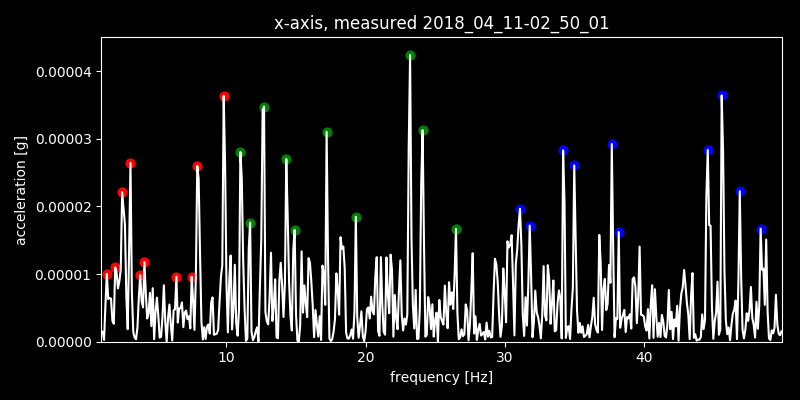 x-axis, measured 2018_04_11-02_50_01
0.00004
0.00003
0.00002
0.00001
0.00000
acceleration [g]
10 20 30 40
frequency [Hz]